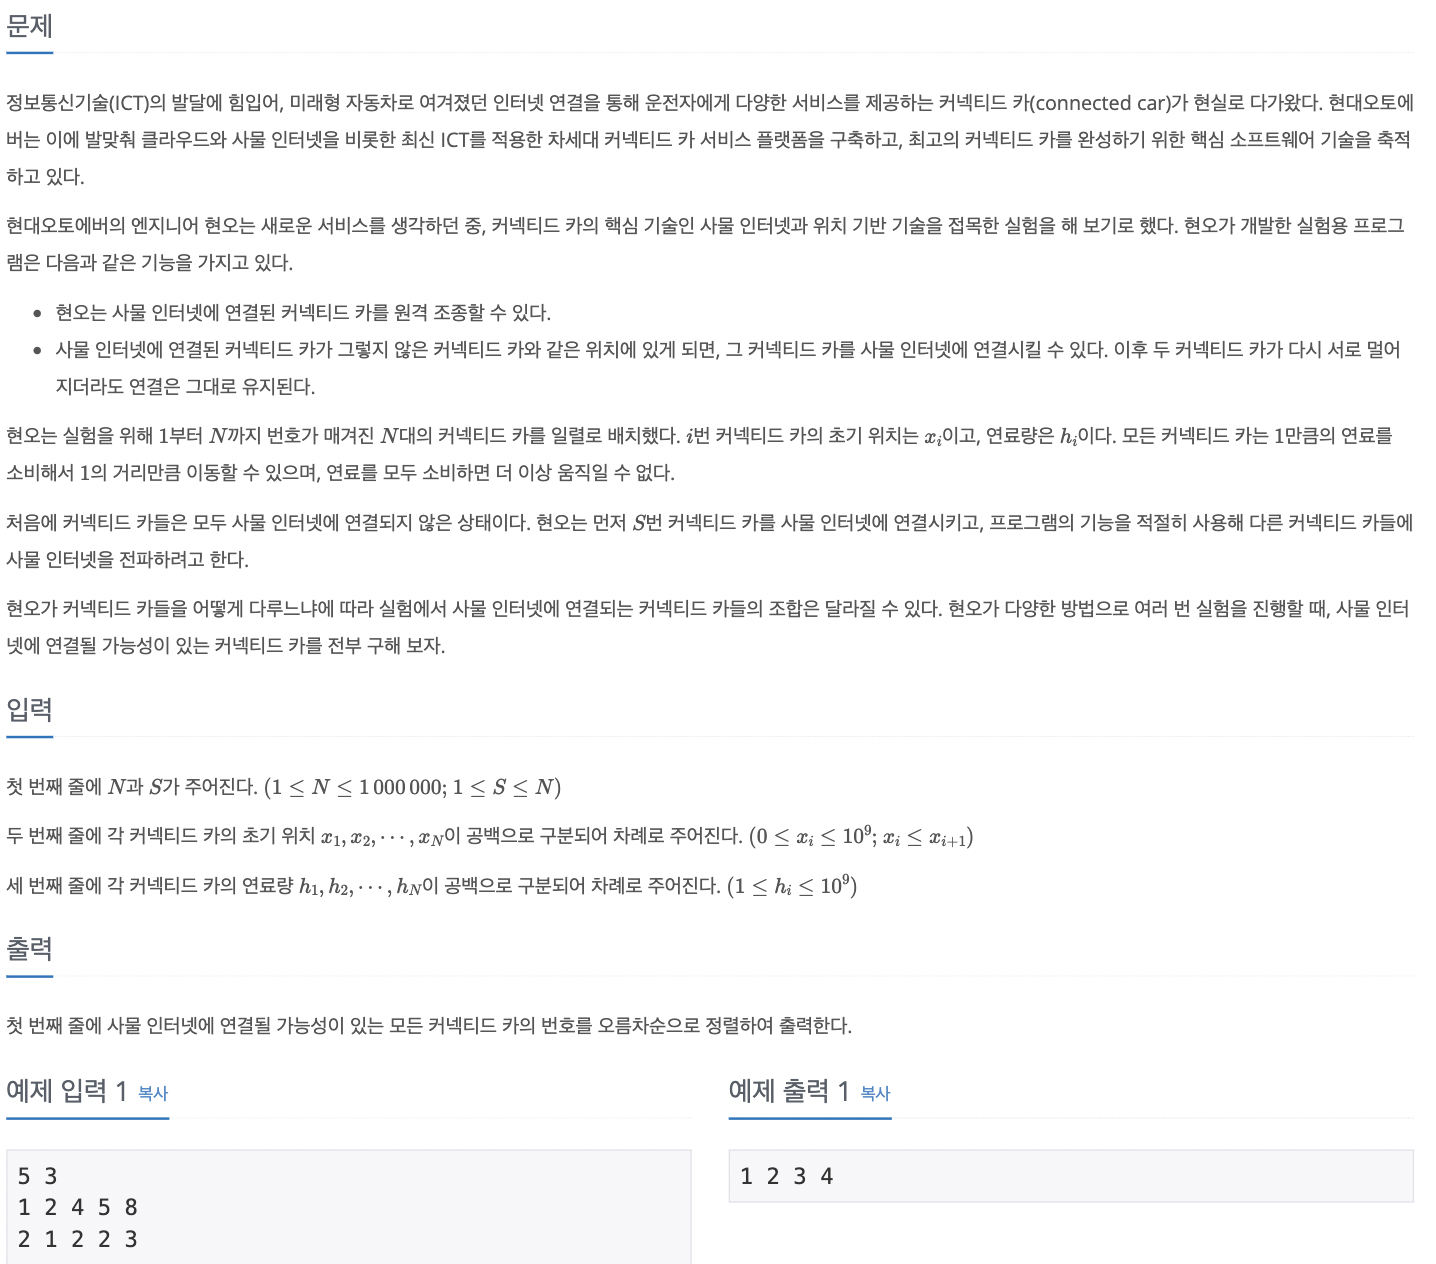 문제
정보통신기술(ICT)의 발달에 힘입어, 미래형 자동차로 여겨졌던 인터넷 연결을 통해 운전자에게 다양한 서비스를 제공하는 커넥티드 카(connected car)가 현실로 다가왔다. 현대오토에
버는 이에 발맞춰 클라우드와 사물 인터넷을 비롯한 최신 ICT를 적용한 차세대 커넥티드 카 서비스 플랫폼을 구축하고, 최고의 커넥티드 카를 완성하기 위한 핵심 소프트웨어 기술을 축적
하고 있다.
현대오토에버의 엔지니어 현오는 새로운 서비스를 생각하던 중, 커넥티드 카의 핵심 기술인 사물 인터넷과 위치 기반 기술을 접목한 실험을 해 보기로 했다. 현오가 개발한 실험용 프로그
램은 다음과 같은 기능을 가지고 있다.
• 현오는 사물 인터넷에 연결된 커넥티드 카를 원격 조종할 수 있다.
• 사물 인터넷에 연결된 커넥티드 카가 그렇지 않은 커넥티드 카와 같은 위치에 있게 되면, 그 커넥티드 카를 사물 인터넷에 연결시킬 수 있다. 이후 두 커넥티드 카가 다시 서로 멀어
지더라도 연결은 그대로 유지된다.
현오는 실험을 위해 1부터 N까지 번호가 매겨진 N대의 커넥티드 카를 일렬로 배치했다. i번 커넥티드 카의 초기 위치는 x_i이고, 연료량은 h_i이다. 모든 커넥티드 카는 1만큼의 연료를
소비해서 1의 거리만큼 이동할 수 있으며, 연료를 모두 소비하면 더 이상 움직일 수 없다.
처음에 커넥티드 카들은 모두 사물 인터넷에 연결되지 않은 상태이다. 현오는 먼저 S번 커넥티드 카를 사물 인터넷에 연결시키고, 프로그램의 기능을 적절히 사용해 다른 커넥티드 카들에
사물 인터넷을 전파하려고 한다.
현오가 커넥티드 카들을 어떻게 다루느냐에 따라 실험에서 사물 인터넷에 연결되는 커넥티드 카들의 조합은 달라질 수 있다. 현오가 다양한 방법으로 여러 번 실험을 진행할 때, 사물 인터
넷에 연결될 가능성이 있는 커넥티드 카를 전부 구해 보자.
입력
첫 번째 줄에 N과 S가 주어진다. (1 ≤ N ≤ 1 000 000; 1 ≤ S ≤ N)
두 번째 줄에 각 커넥티드 카의 초기 위치 x_1, x_2, ⋯, x_N이 공백으로 구분되어 차례로 주어진다. (0 ≤ x_i ≤ 10^9; x_i ≤ x_{i+1})
세 번째 줄에 각 커넥티드 카의 연료량 h_1, h_2, ⋯, h_N이 공백으로 구분되어 차례로 주어진다. (1 ≤ h_i ≤ 10^9)
출력
첫 번째 줄에 사물 인터넷에 연결될 가능성이 있는 모든 커넥티드 카의 번호를 오름차순으로 정렬하여 출력한다.
예제 입력 1 복사
5 3
1 2 4 5 8
2 1 2 2 3
예제 출력 1 복사
1 2 3 4